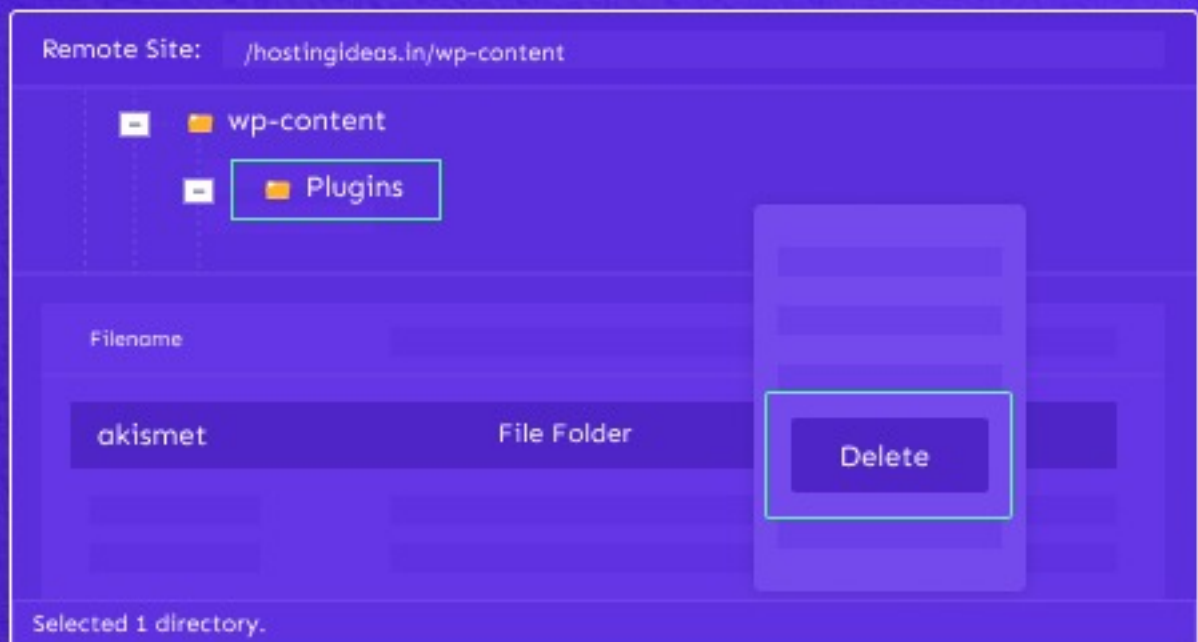 Remote Site: /hostingideas.in/wp-content
wp-content
Plugins
Filename
akismet File Folder
Delete
Selected 1 directory.